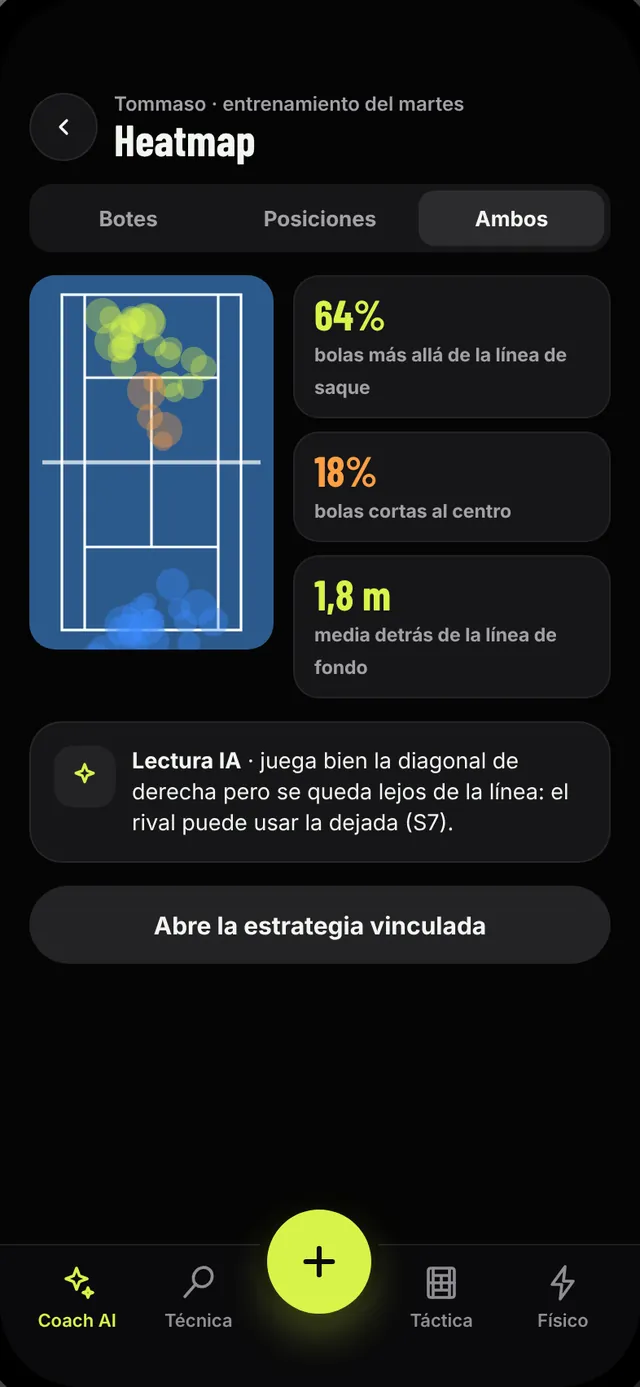 Tommaso · entrenamiento del martes
Heatmap
Botes
Posiciones
Ambos
64%
bolas más allá de la línea de
saque
18%
bolas cortas al centro
1,8 m
media detrás de la línea de
fondo
Lectura IA · juega bien la diagonal de
derecha pero se queda lejos de la línea: el
rival puede usar la dejada (S7).
Abre la estrategia vinculada
Coach AI
Técnica
Táctica
Físico